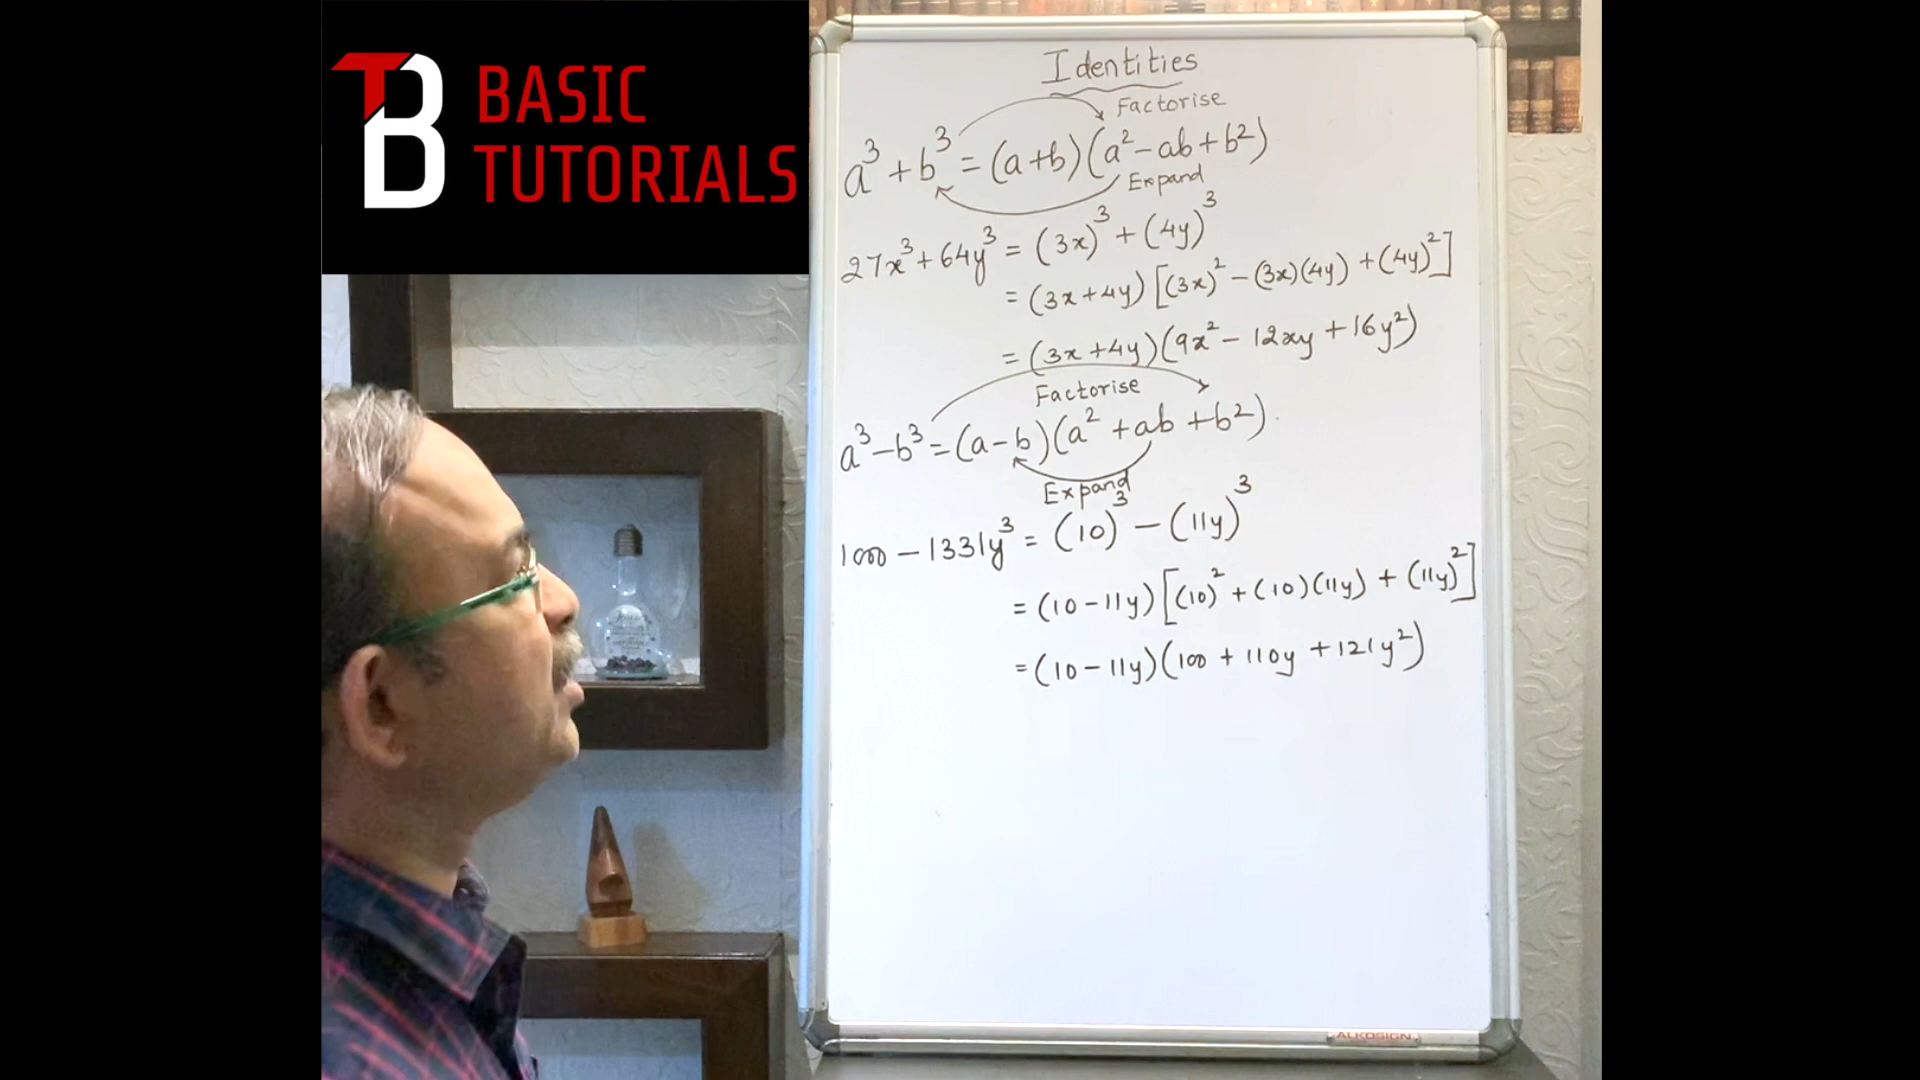 BASIC
TUTORIALS
Identities
Factorise
a³ + b³ = (a+b)(a² - ab + b²)
Expand
27x³ + 64y³ = (3x)³ + (4y)³
= (3x+4y)[(3x)² - (3x)(4y) + (4y)²]
= (3x+4y)(9x² - 12xy + 16y²)
Factorise
a³ - b³ = (a-b)(a² + ab + b²).
Expand
1000 - 1331y³ = (10)³ - (11y)³
= (10-11y)[(10)² + (10)(11y) + (11y)²]
= (10-11y)(100 + 110y + 121y²)
ALKOSIGN